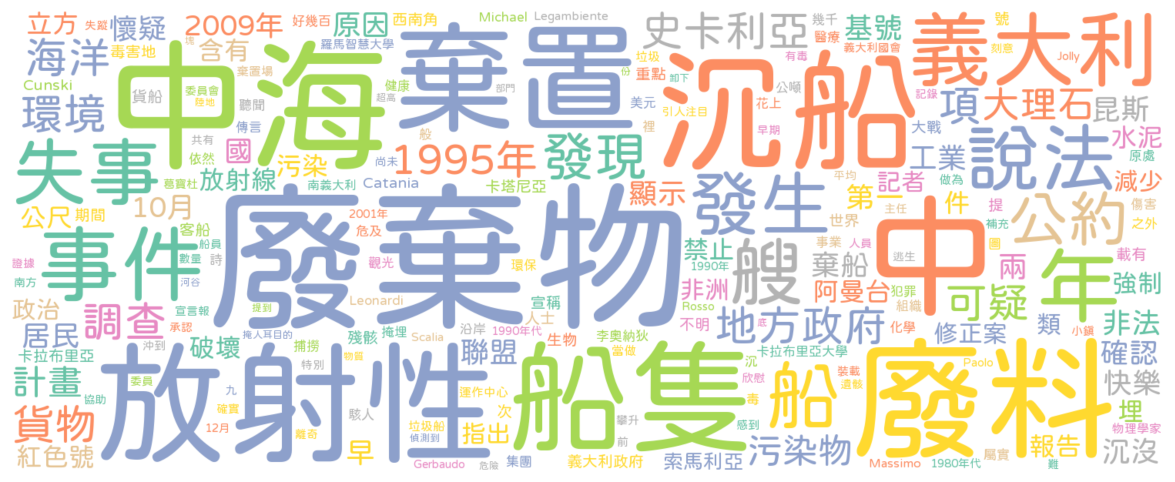 立方
懷疑
2009年
好幾百
原因
西南角
Michael
Legambiente
史卡利亞
幾千
基號
號
義大利
失蹤
海洋
毒害地
含有
羅馬智慧大學
中海
棄置
垃圾
醫療
義大利國會
刻意
沉船
重點
有毒
Jolly
Cunski
貨船
委員會
棄置場
陸地
健康
超高
部門
份
如下
美元
花上
公噸
記錄
項
大理石
昆斯
環境
聽聞
傳言
引人注目
裡
早期
大戰
水泥
原處
失事
共有
依然
國
污染
般
尚未
1995年
發現
工業
說法
減少
放射線
慕寶社
南義大利
Catania
卡塔尼亞
顯示
發生
平均
第一
記者
做為
件
提
傷害
之外
公尺
期間
10月
客船
2001年
危及
世界
主任
補充
公約
事件
船員
數量
詩
廢棄物
禁止
1990年
艘
事業
人員
棄船
逃生
中
圖
兩
年
載有
強制
證據
南方
河谷
觀光
環保
非洲
Rosso
阿曼台
犯罪
組織
可疑
政治
宣言報
提到
Leonardi
宣稱
人士
不明
地方政府
化學
修正案
類
非法
小鎮
調查
承認
掩人耳目的
殘骸
掩埋
沿岸
1990年代
生物
李奧納狄
底
居民
沖到
破壞
捕撈
Scalia
聯盟
當做
卡拉布里亞大學
Paolo
確認
卡拉布里亞
特別
物質
放射性
船隻
沉
欣慰
裝載
遺骸
船
廢料
計畫
委員
九
協助
駭人
運作中心
毒
快樂
貨物
確實
垃圾船
偵測到
次
攀升
感到
埋
物理學家
紅色號
12月
離奇
早
指出
Gerbaudo
危險
集團
前
義大利政府
索馬利亞
污染物
Massimo
1980年代
屬實
報告
難
沉沒